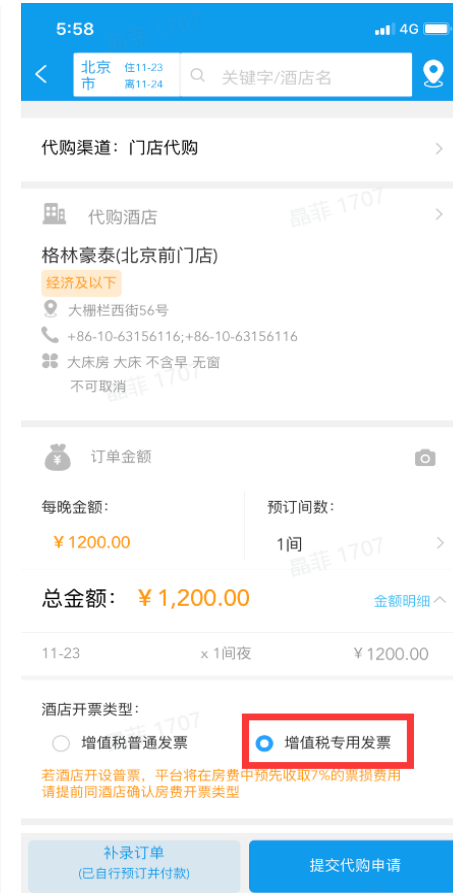 5:58
4G
北京市
住11-23
离11-24
关键字/酒店名
代购渠道：门店代购
代购酒店
晶菲 1707
格林豪泰(北京前门店)
经济及以下
大栅栏西街56号
+86-10-63156116;+86-10-63156116
大床房 大床 不含早 无窗
不可取消
晶菲 1707
订单金额
每晚金额：
预订间数：
¥1200.00
1间
晶菲 1707
总金额： ¥1,200.00
金额明细
11-23
x 1间夜
¥1200.00
酒店开票类型：
晶菲 1707
增值税普通发票
增值税专用发票
若酒店开设普票，平台将在房费中预先收取7%的票损费用
请提前同酒店确认房费开票类型
补录订单
(已自行预订并付款)
提交代购申请